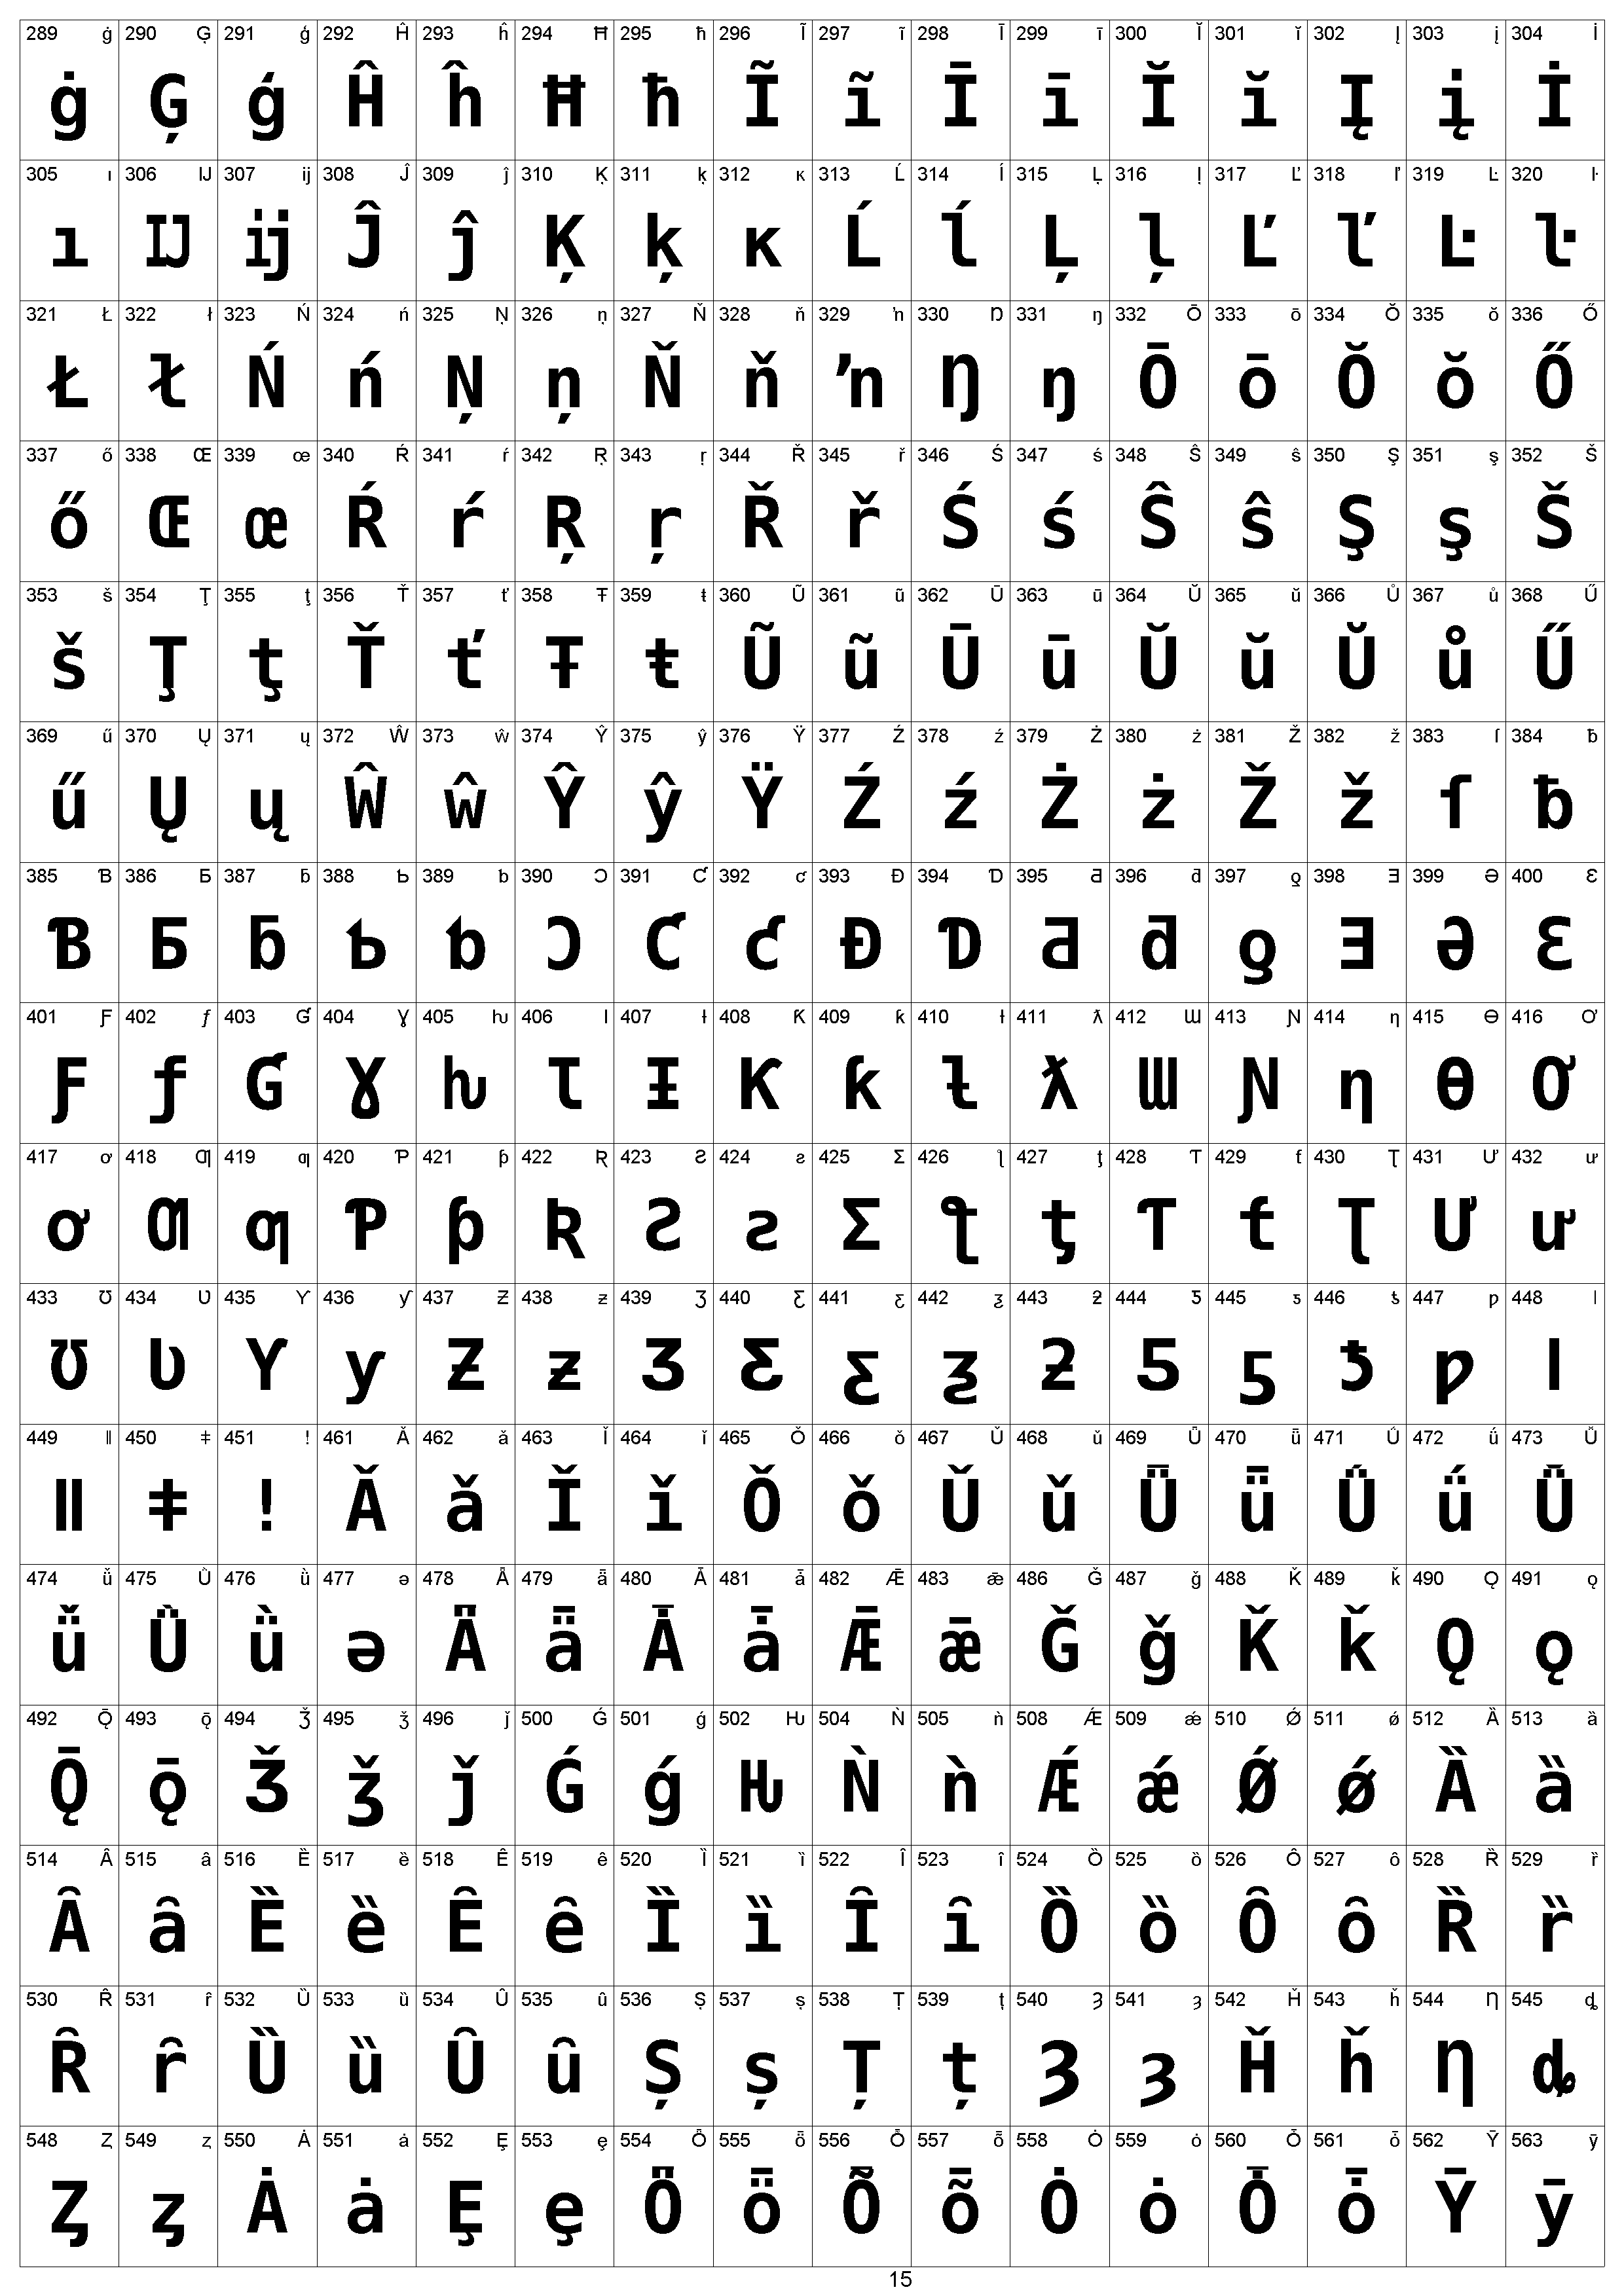 289 ġ 290 Ģ 291 ģ 292 Ĥ 293 ĥ 294 Ħ 295 ħ 296 Ĩ 297 ĩ 298 Ī 299 ī 300 Ĭ 301 ĭ 302 Į 303 į 304 İ
ġ Ģ ģ Ĥ ĥ Ħ ħ Ĩ ĩ Ī ī Ĭ ĭ Į į İ
305 ı 306 Ĳ 307 ĳ 308 Ĵ 309 ĵ 310 Ķ 311 ķ 312 ĸ 313 Ĺ 314 ĺ 315 Ļ 316 ļ 317 Ľ 318 ľ 319 Ŀ 320 ŀ
ı Ĳ ĳ Ĵ ĵ Ķ ķ ĸ Ĺ ĺ Ļ ļ Ľ ľ Ŀ ŀ
321 Ł 322 ł 323 Ń 324 ń 325 Ņ 326 ņ 327 Ň 328 ň 329 ŉ 330 Ŋ 331 ŋ 332 Ō 333 ō 334 Ŏ 335 ŏ 336 Ő
Ł ł Ń ń Ņ ņ Ň ň ŉ Ŋ ŋ Ō ō Ŏ ŏ Ő
337 ő 338 Œ 339 œ 340 Ŕ 341 ŕ 342 Ŗ 343 ŗ 344 Ř 345 ř 346 Ś 347 ś 348 Ŝ 349 ŝ 350 Ş 351 ş 352 Š
ő Œ œ Ŕ ŕ Ŗ ŗ Ř ř Ś ś Ŝ ŝ Ş ş Š
353 š 354 Ţ 355 ţ 356 Ť 357 ť 358 Ŧ 359 ŧ 360 Ũ 361 ũ 362 Ū 363 ū 364 Ŭ 365 ŭ 366 Ů 367 ů 368 Ű
š Ţ ţ Ť ť Ŧ ŧ Ũ ũ Ū ū Ŭ ŭ Ů ů Ű
369 ű 370 Ų 371 ų 372 Ŵ 373 ŵ 374 Ŷ 375 ŷ 376 Ÿ 377 Ź 378 ź 379 Ż 380 ż 381 Ž 382 ž 383 ſ 384 ƀ
ű Ų ų Ŵ ŵ Ŷ ŷ Ÿ Ź ź Ż ż Ž ž ſ ƀ
385 Ɓ 386 Ƃ 387 ƃ 388 Ƅ 389 ƅ 390 Ɔ 391 Ƈ 392 ƈ 393 Ɖ 394 Ɗ 395 Ƌ 396 ƌ 397 ƍ 398 Ǝ 399 Ə 400 Ɛ
Ɓ Ƃ ƃ Ƅ ƅ Ɔ Ƈ ƈ Ɖ Ɗ Ƌ ƌ ƍ Ǝ Ə Ɛ
401 Ƒ 402 ƒ 403 Ɠ 404 Ɣ 405 ƕ 406 Ɩ 407 Ɨ 408 Ƙ 409 ƙ 410 ƚ 411 ƛ 412 Ɯ 413 Ɲ 414 ƞ 415 Ɵ 416 Ơ
Ƒ ƒ Ɠ Ɣ ƕ Ɩ Ɨ Ƙ ƙ ƚ ƛ Ɯ Ɲ ƞ Ɵ Ơ
417 ơ 418 Ƣ 419 ƣ 420 Ƥ 421 ƥ 422 Ʀ 423 Ƨ 424 ƨ 425 Ʃ 426 ƪ 427 ƫ 428 Ƭ 429 ƭ 430 Ʈ 431 Ư 432 ư
ơ Ƣ ƣ Ƥ ƥ Ʀ Ƨ ƨ Ʃ ƪ ƫ Ƭ ƭ Ʈ Ư ư
433 Ʊ 434 Ʋ 435 Ƴ 436 ƴ 437 Ƶ 438 ƶ 439 Ʒ 440 Ƹ 441 ƹ 442 ƺ 443 ƻ 444 Ƽ 445 ƽ 446 ƾ 447 ƿ 448 ǀ
Ʊ Ʋ Ƴ ƴ Ƶ ƶ Ʒ Ƹ ƹ ƺ ƻ Ƽ ƽ ƾ ƿ ǀ
449 ǁ 450 ǂ 451 ǃ 461 Ǎ 462 ǎ 463 Ǐ 464 ǐ 465 Ǒ 466 ǒ 467 Ǔ 468 ǔ 469 Ǖ 470 ǖ 471 Ǘ 472 ǘ 473 Ǚ
ǁ ǂ ǃ Ǎ ǎ Ǐ ǐ Ǒ ǒ Ǔ ǔ Ǖ ǖ Ǘ ǘ Ǚ
474 ǚ 475 Ǜ 476 ǜ 477 ǝ 478 Ǟ 479 ǟ 480 Ǡ 481 ǡ 482 Ǣ 483 ǣ 486 Ǧ 487 ǧ 488 Ǩ 489 ǩ 490 Ǫ 491 ǫ
ǚ Ǜ ǜ ǝ Ǟ ǟ Ǡ ǡ Ǣ ǣ Ǧ ǧ Ǩ ǩ Ǫ ǫ
492 Ǭ 493 ǭ 494 Ǯ 495 ǯ 496 ǰ 500 Ǵ 501 ǵ 502 Ƕ 504 Ǹ 505 ǹ 508 Ǽ 509 ǽ 510 Ǿ 511 ǿ 512 Ȁ 513 ȁ
Ǭ ǭ Ǯ ǯ ǰ Ǵ ǵ Ƕ Ǹ ǹ Ǽ ǽ Ǿ ǿ Ȁ ȁ
514 Ȃ 515 ȃ 516 Ȅ 517 ȅ 518 Ȇ 519 ȇ 520 Ȉ 521 ȉ 522 Ȋ 523 ȋ 524 Ȍ 525 ȍ 526 Ȏ 527 ȏ 528 Ȑ 529 ȑ
Ȃ ȃ Ȅ ȅ Ȇ ȇ Ȉ ȉ Ȋ ȋ Ȍ ȍ Ȏ ȏ Ȑ ȑ
530 Ȓ 531 ȓ 532 Ȕ 533 ȕ 534 Ȗ 535 ȗ 536 Ș 537 ș 538 Ț 539 ț 540 Ȝ 541 ȝ 542 Ȟ 543 ȟ 544 Ƞ 545 ȡ
Ȓ ȓ Ȕ ȕ Ȗ ȗ Ș ș Ț ț Ȝ ȝ Ȟ ȟ Ƞ ȡ
548 Ȥ 549 ȥ 550 Ȧ 551 ȧ 552 Ȩ 553 ȩ 554 Ȫ 555 ȫ 556 Ȭ 557 ȭ 558 Ȯ 559 ȯ 560 Ȱ 561 ȱ 562 Ȳ 563 ȳ
Ȥ ȥ Ȧ ȧ Ȩ ȩ Ȫ ȫ Ȭ ȭ Ȯ ȯ Ȱ ȱ Ȳ ȳ
15